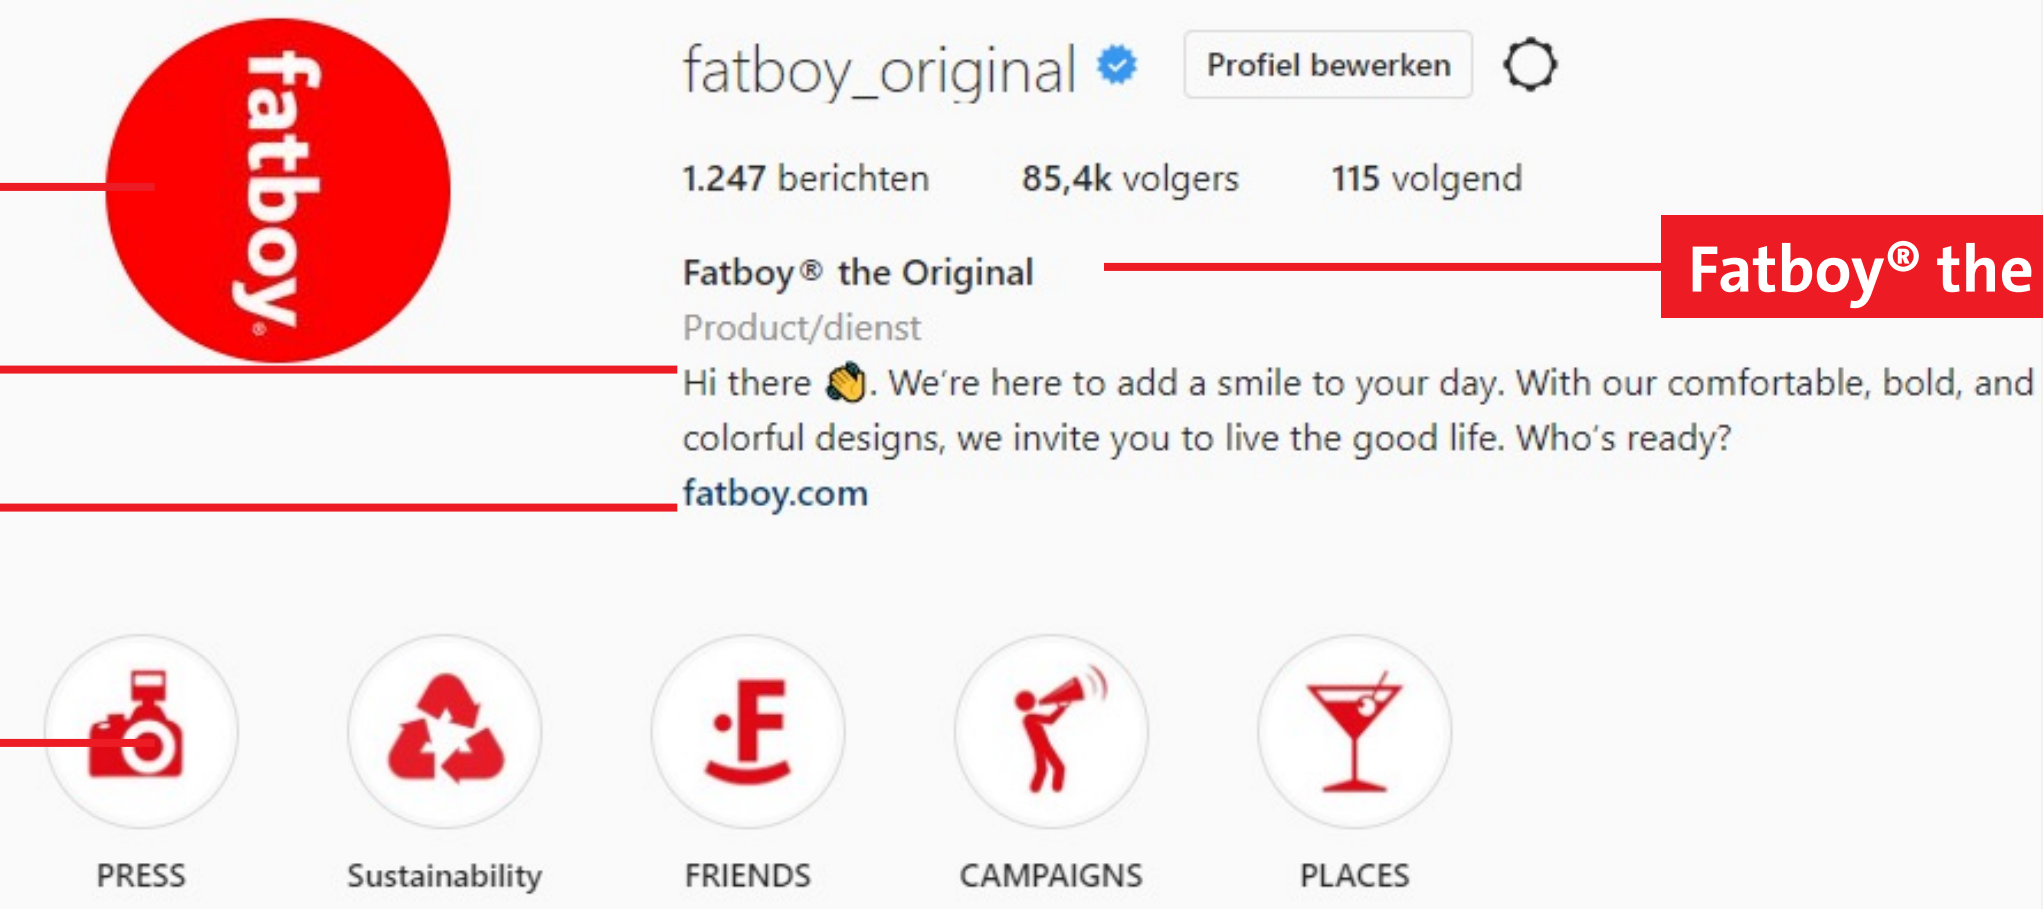 fatboy®
fatboy_original
Profiel bewerken
1.247 berichten 85,4k volgers 115 volgend
Fatboy® the Original
Fatboy® the
Product/dienst
Hi there 👏. We're here to add a smile to your day. With our comfortable, bold, and
colorful designs, we invite you to live the good life. Who's ready?
fatboy.com
F
PRESS Sustainability FRIENDS CAMPAIGNS PLACES